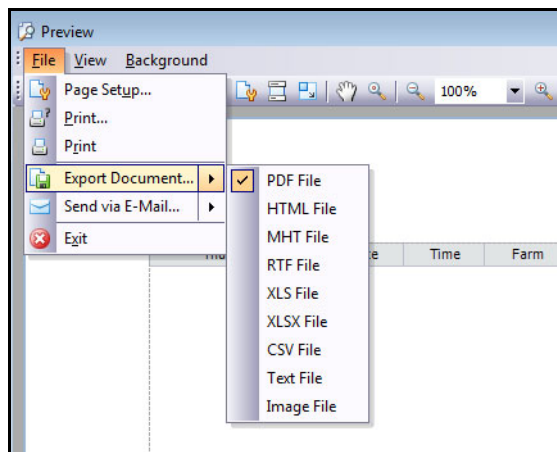 Preview
File View Background
Page Setup...
100%
Print...
Print
Export Document...
Send via E-Mail...
Exit
PDF File
HTML File
MHT File
RTF File
XLS File
XLSX File
CSV File
Text File
Image File
Time Farm